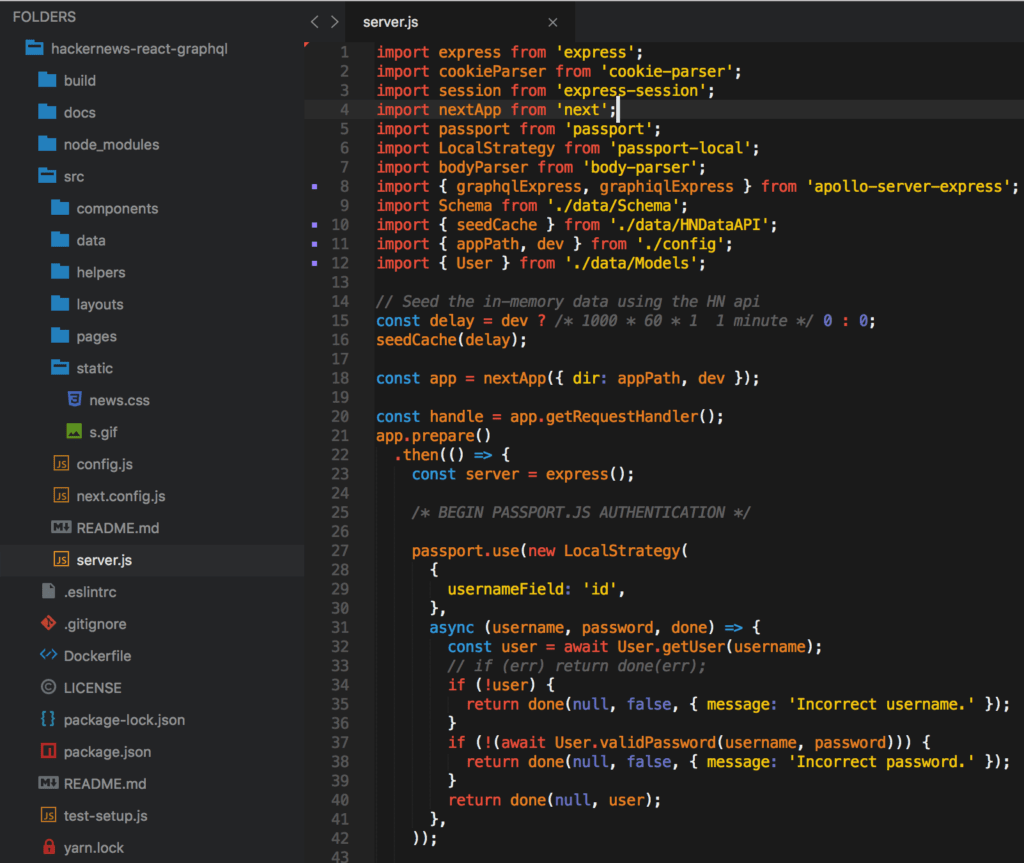 FOLDERS
hackernews-react-graphql
build
docs
node_modules
src
components
data
helpers
layouts
pages
static
news.css
s.gif
JS config.js
JS next.config.js
README.md
JS server.js
.eslintrc
.gitignore
Dockerfile
LICENSE
package-lock.json
package.json
README.md
JS test-setup.js
yarn.lock
server.js
1 import express from 'express';
2 import cookieParser from 'cookie-parser';
3 import session from 'express-session';
4 import nextApp from 'next';
5 import passport from 'passport';
6 import LocalStrategy from 'passport-local';
7 import bodyParser from 'body-parser';
8 import { graphqlExpress, graphiqlExpress } from 'apollo-server-express';
9 import Schema from './data/Schema';
10 import { seedCache } from './data/HNDataAPI';
11 import { appPath, dev } from './config';
12 import { User } from './data/Models';
13
14 // Seed the in-memory data using the HN api
15 const delay = dev ? /* 1000 * 60 * 1  1 minute */ 0 : 0;
16 seedCache(delay);
17
18 const app = nextApp({ dir: appPath, dev });
19
20 const handle = app.getRequestHandler();
21 app.prepare()
22   .then(() => {
23     const server = express();
24
25     /* BEGIN PASSPORT.JS AUTHENTICATION */
26
27     passport.use(new LocalStrategy(
28       {
29         usernameField: 'id',
30       },
31       async (username, password, done) => {
32         const user = await User.getUser(username);
33         // if (err) return done(err);
34         if (!user) {
35           return done(null, false, { message: 'Incorrect username.' });
36         }
37         if (!(await User.validPassword(username, password))) {
38           return done(null, false, { message: 'Incorrect password.' });
39         }
40         return done(null, user);
41       },
42     ));
43